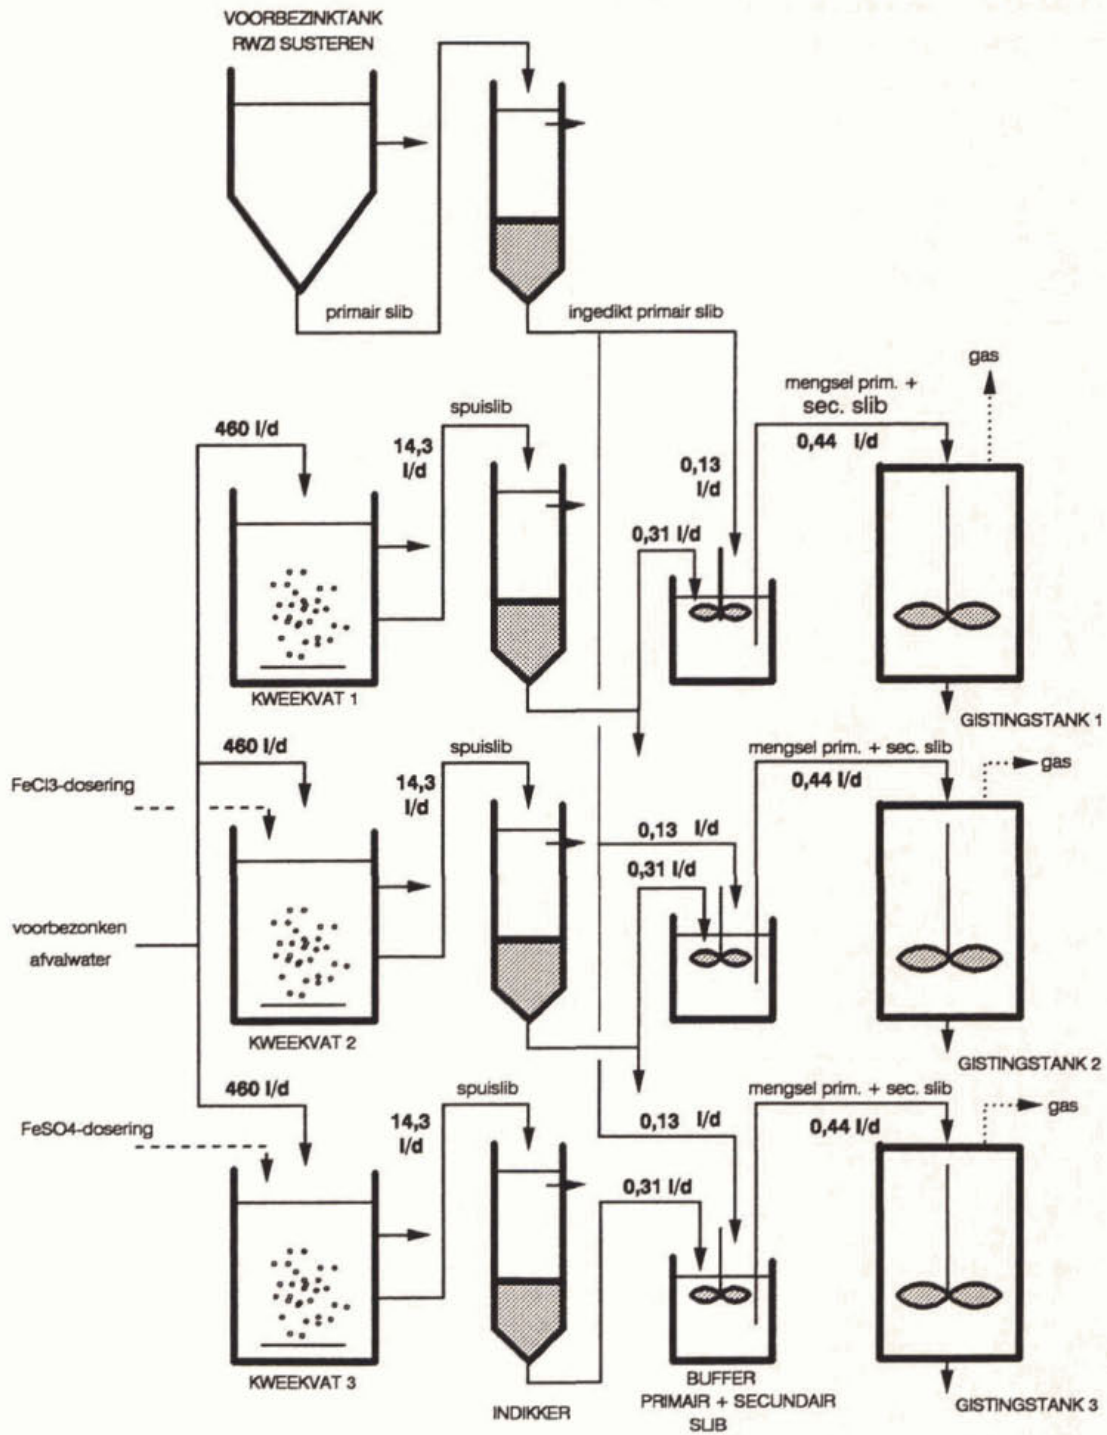 VOORBEZINKTANK
RWZI SUSTEREN
primair slib
ingedikt primair slib
460 l/d
14,3
l/d
spuislib
0,13
l/d
0,31 l/d
mengsel prim. +
sec. slib
0,44 l/d
gas
KWEEKVAT 1
GISTINGSTANK 1
FeCl3-dosering
460 l/d
14,3
l/d
spuislib
0,13 l/d
0,31 l/d
mengsel prim. + sec. slib
0,44 l/d
gas
voorbezonken
afvalwater
KWEEKVAT 2
GISTINGSTANK 2
FeSO4-dosering
460 l/d
14,3
l/d
spuislib
0,13 l/d
0,31 l/d
mengsel prim. + sec. slib
0,44 l/d
gas
KWEEKVAT 3
INDIKKER
BUFFER
PRIMAIR + SECUNDAIR
SLIB
GISTINGSTANK 3